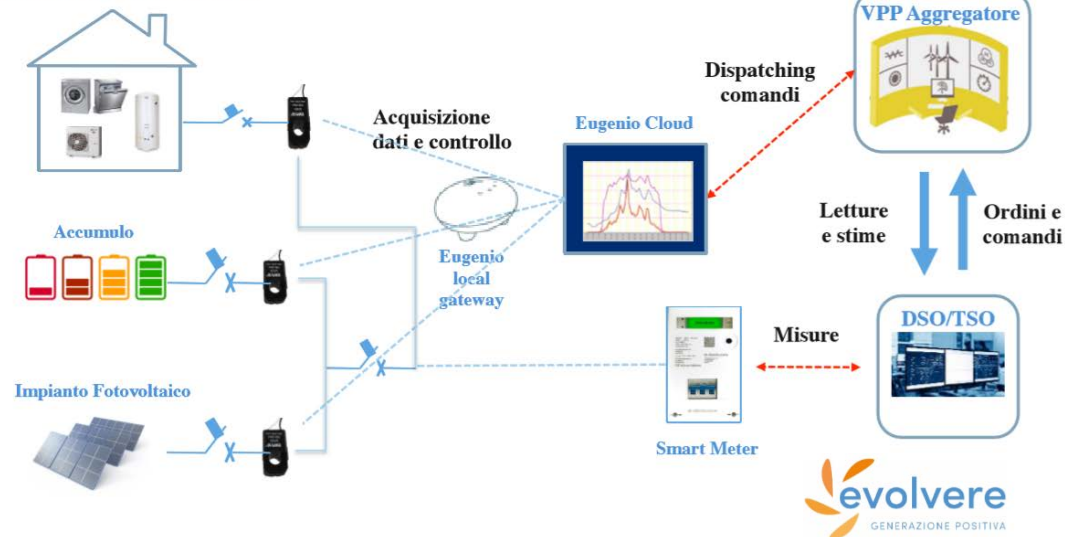 VPP Aggregatore
Dispatching
comandi
Acquisizione
dati e controllo
Eugenio Cloud
Letture
e stime
Ordini e
comandi
Accumulo
Eugenio
local
gateway
DSO/TSO
Misure
Impianto Fotovoltaico
Smart Meter
evolvere
GENERAZIONE POSITIVA